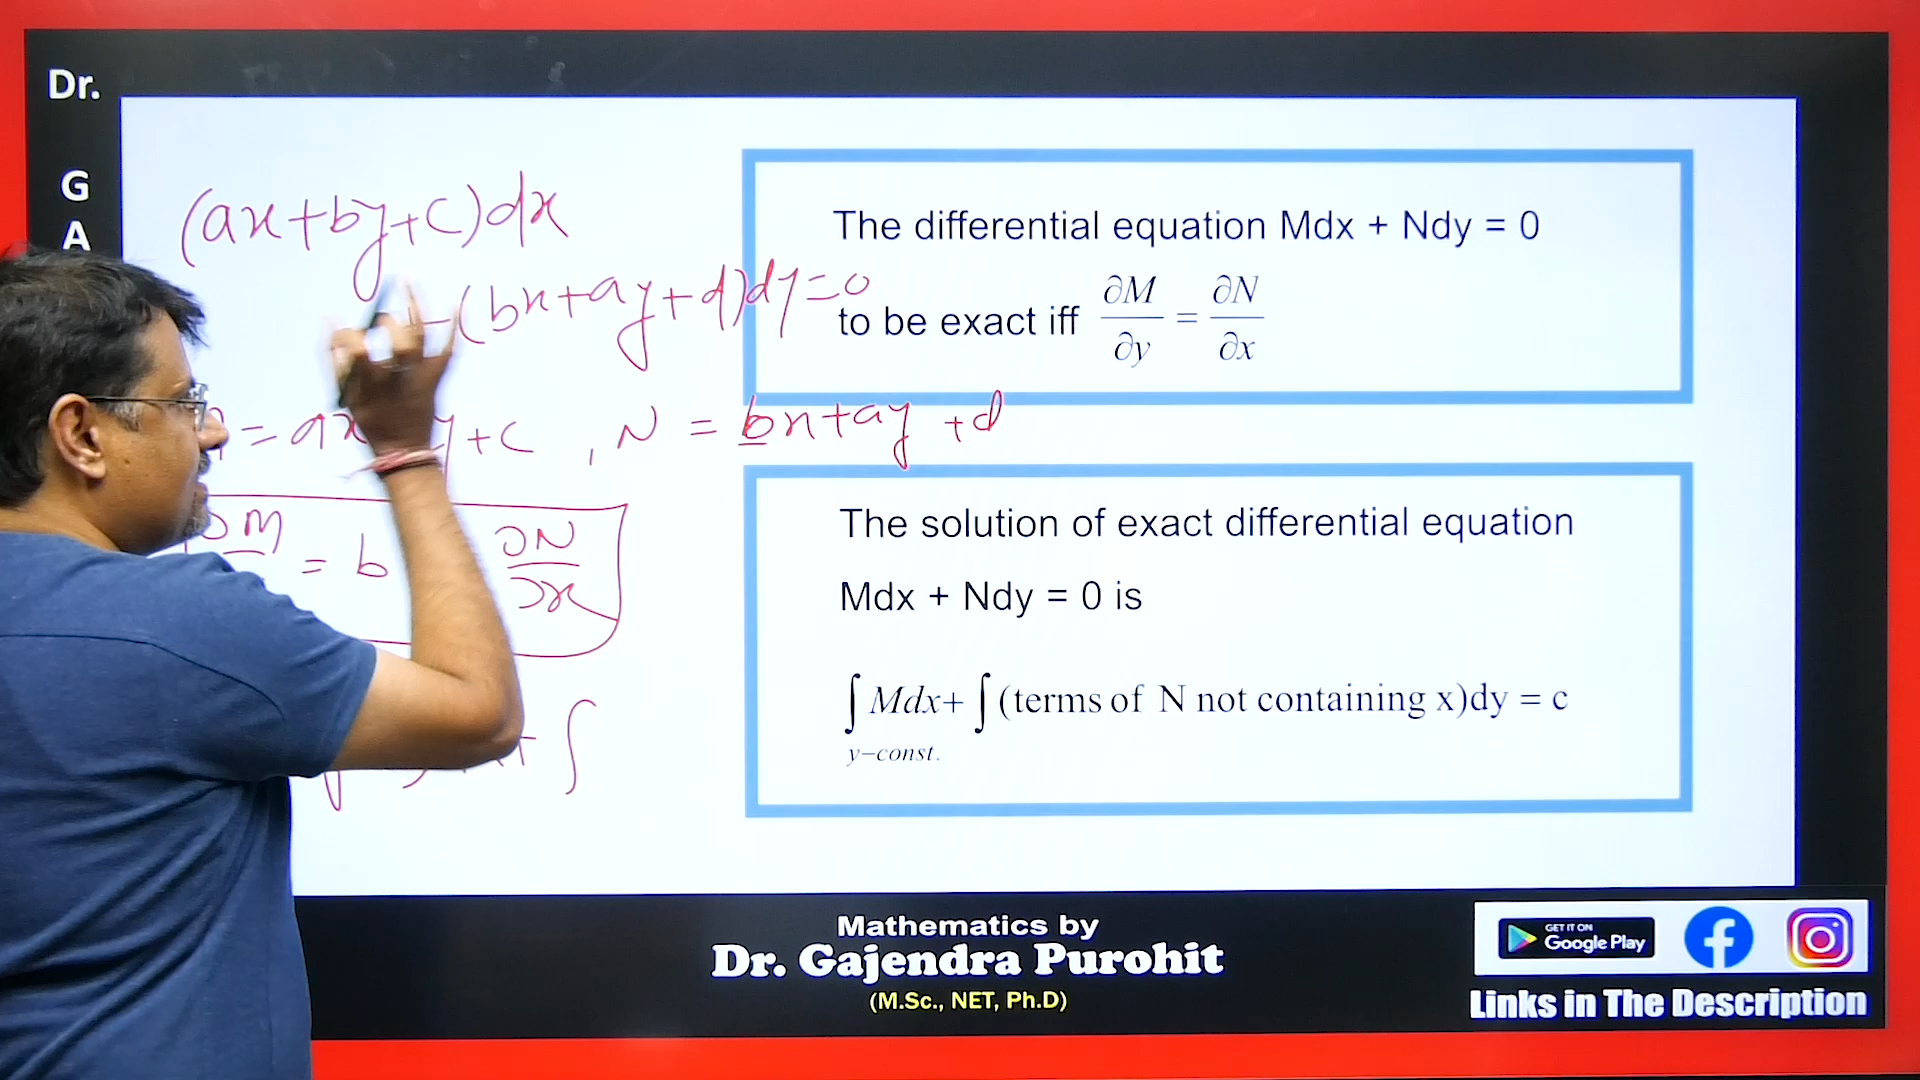 Dr.
G
A
(ax+by+c)dx
+(bx+ay+d)dy=0
= ax y+c , N = bx+ay+d
∂M = b ∂N/∂x
+ ∫
The differential equation Mdx + Ndy = 0
to be exact iff ∂M/∂y = ∂N/∂x
The solution of exact differential equation
Mdx + Ndy = 0 is
∫ Mdx+ ∫ (terms of N not containing x)dy = c
y−const.
Mathematics by
Dr. Gajendra Purohit
(M.Sc., NET, Ph.D)
GET IT ON
Google Play
Links in The Description